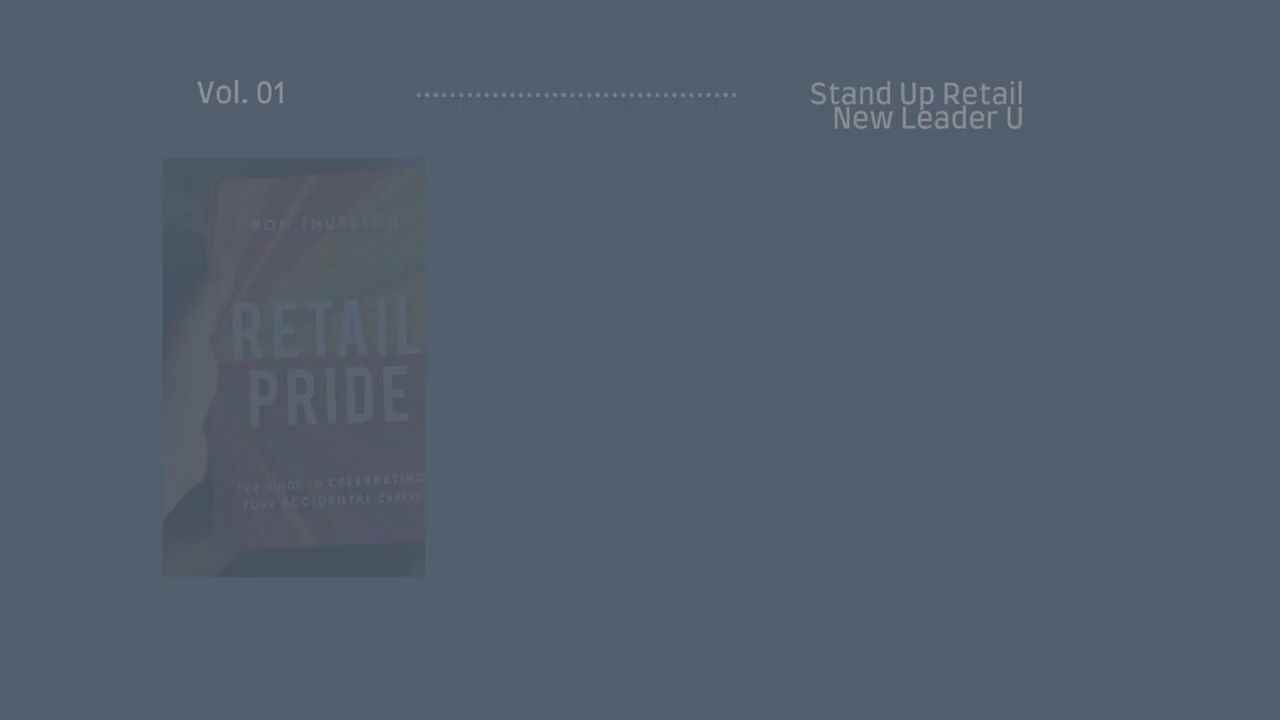 Vol. 01
Stand Up Retail
New Leader U
RON THURSTON
RETAIL
PRIDE
THE GUIDE TO CELEBRATING
YOUR ACCIDENTAL CAREER